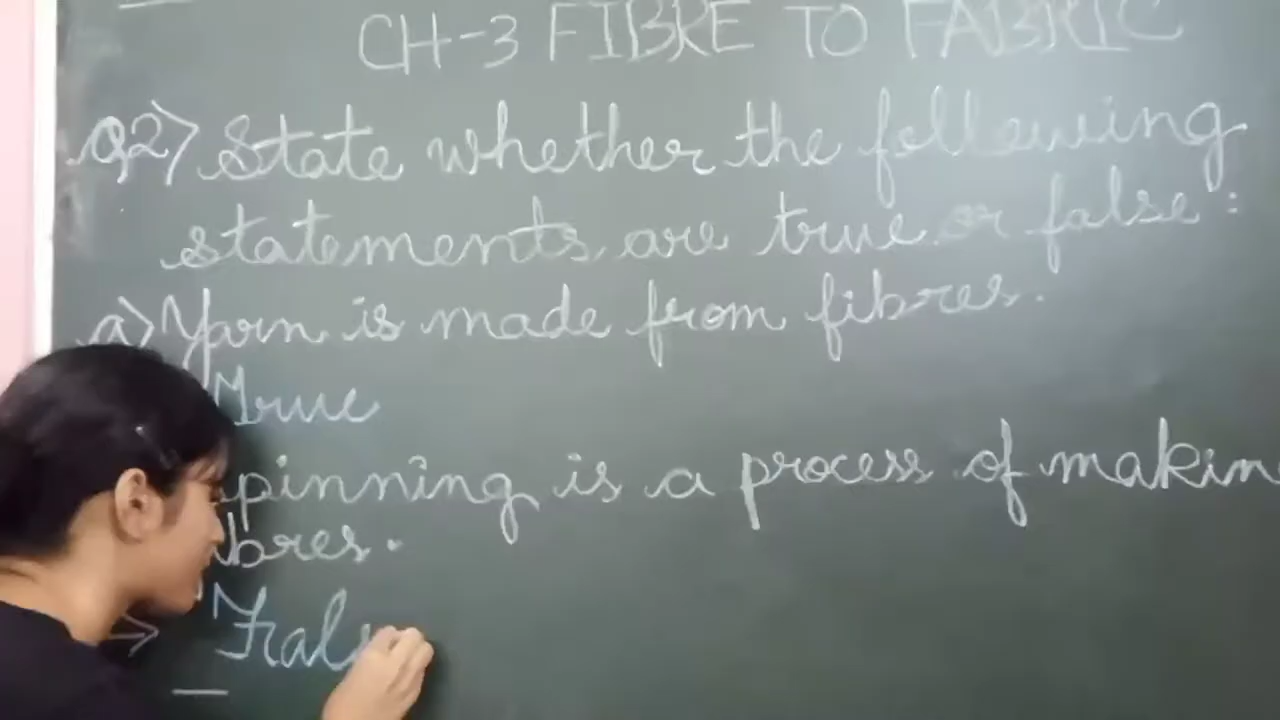 CH-3 FIBRE TO FABRIC
Q2> State whether the following
statements are true or false :
a> Yarn is made from fibres.
True
pinning is a process of makin
bres.
→ Fals